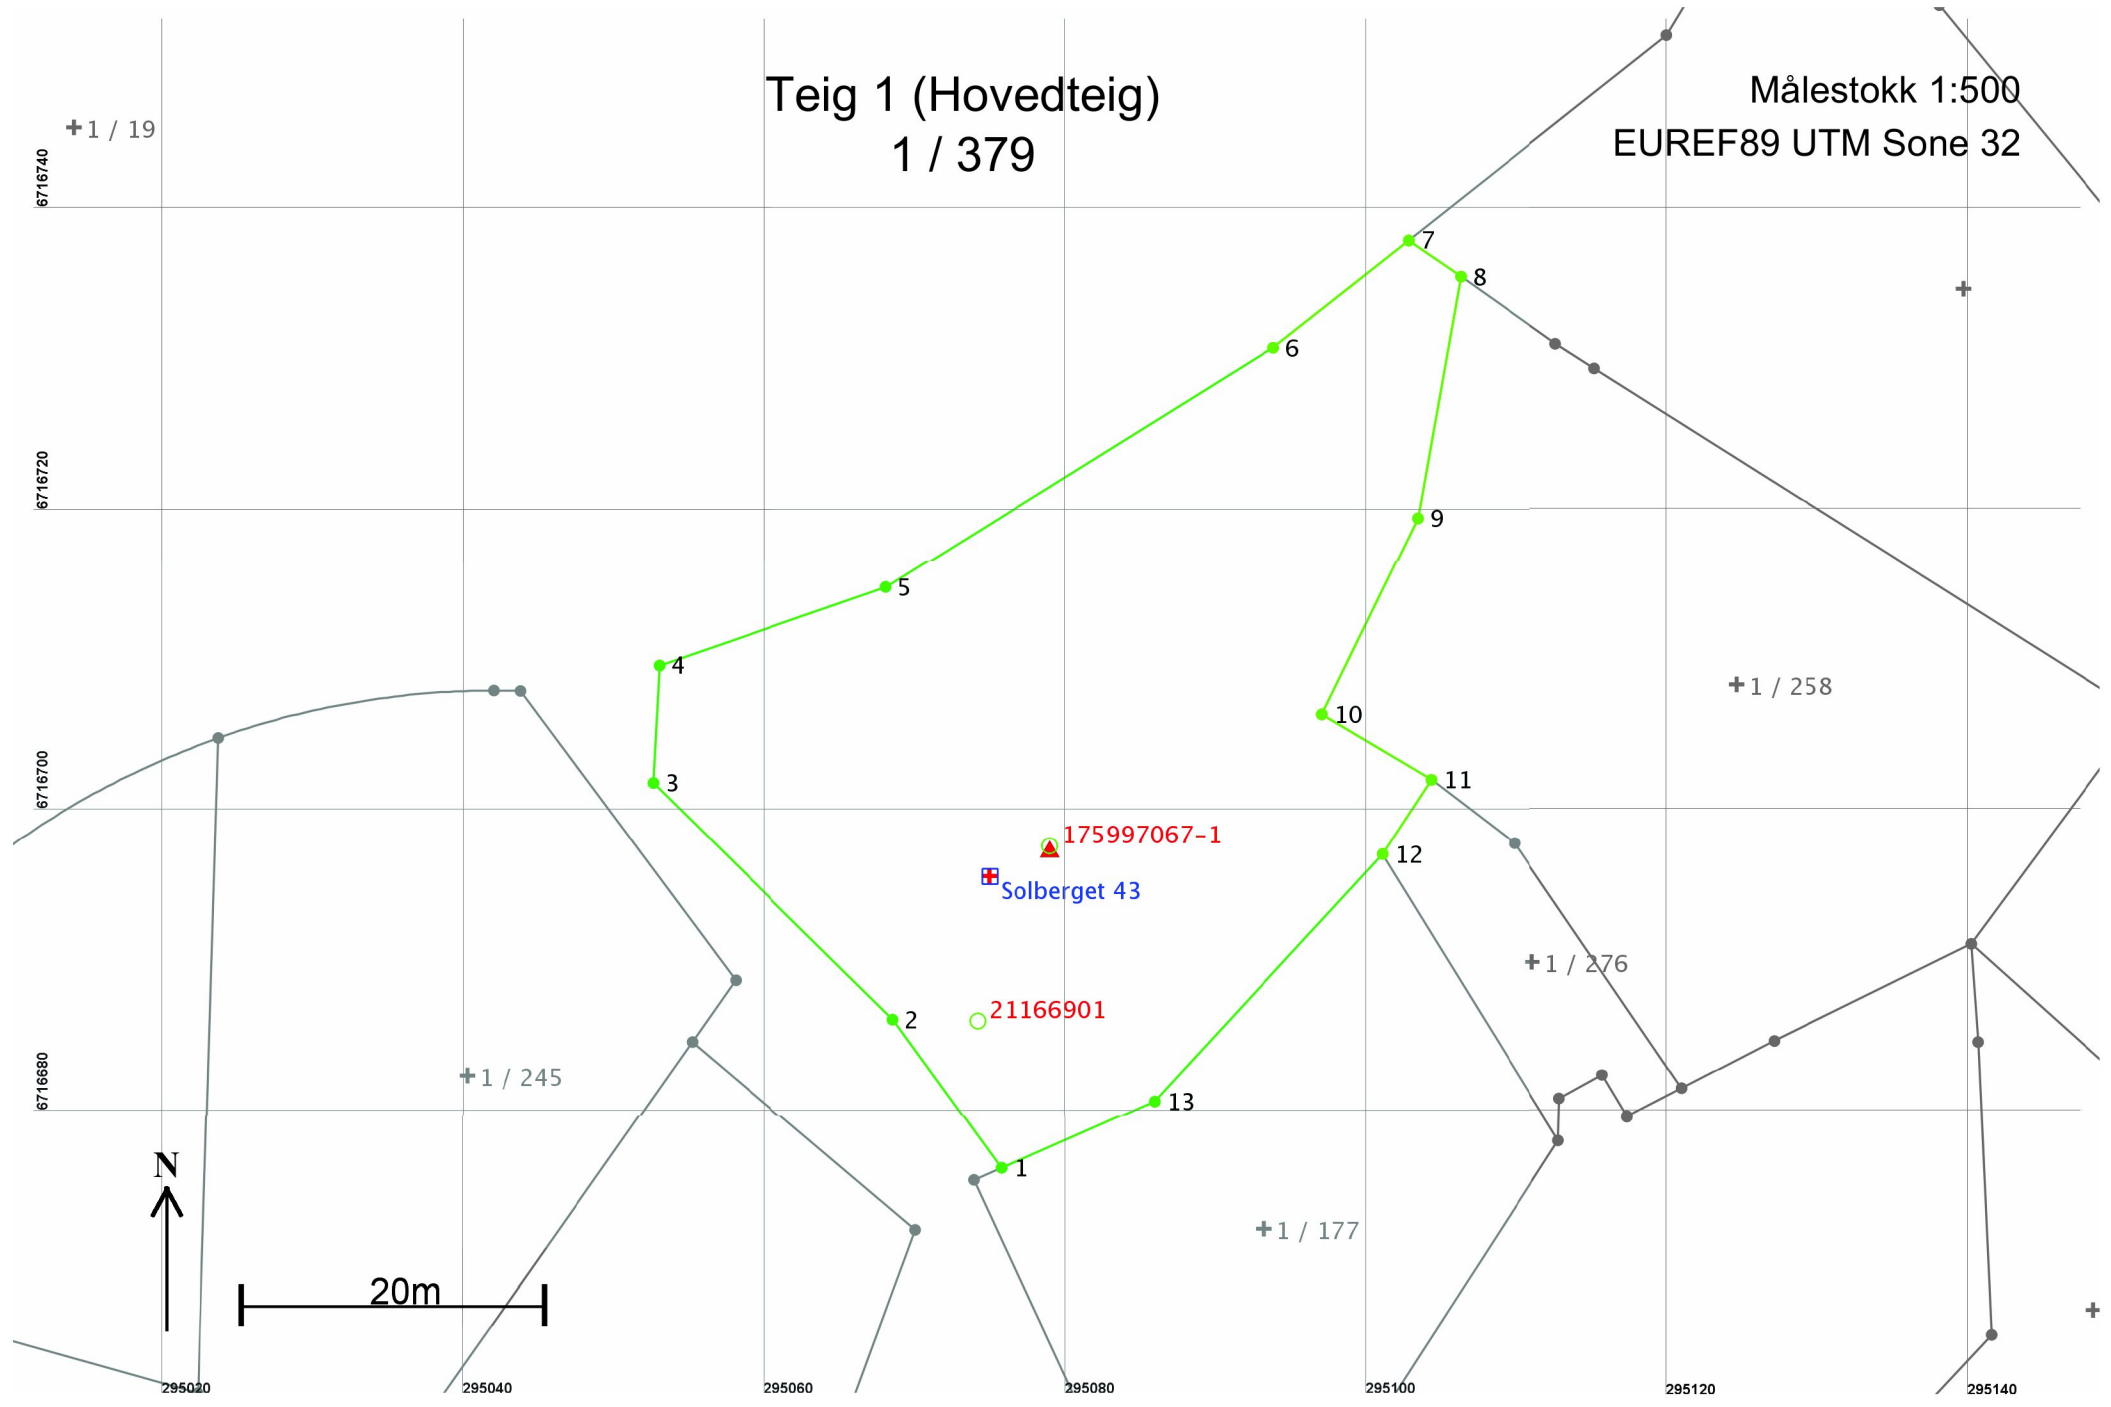 Teig 1 (Hovedteig)
1 / 379
Målestokk 1:500
EUREF89 UTM Sone 32
1 / 19
6716740
7
8
6
6716720
9
5
4
1 / 258
10
3
11
6716700
175997067-1
12
Solberget 43
1 / 276
21166901
2
1 / 245
6716680
13
N
1
1 / 177
20m
295020
295040
295060
295080
295100
295120
295140